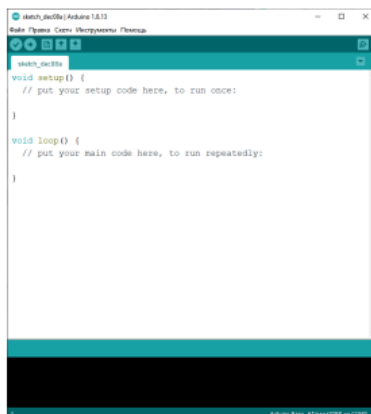 sketch_dec08a | Arduino 1.8.13
Файл Правка Скетч Инструменты Помощь
sketch_dec08a
void setup() {
// put your setup code here, to run once:
}
void loop() {
// put your main code here, to run repeatedly:
}